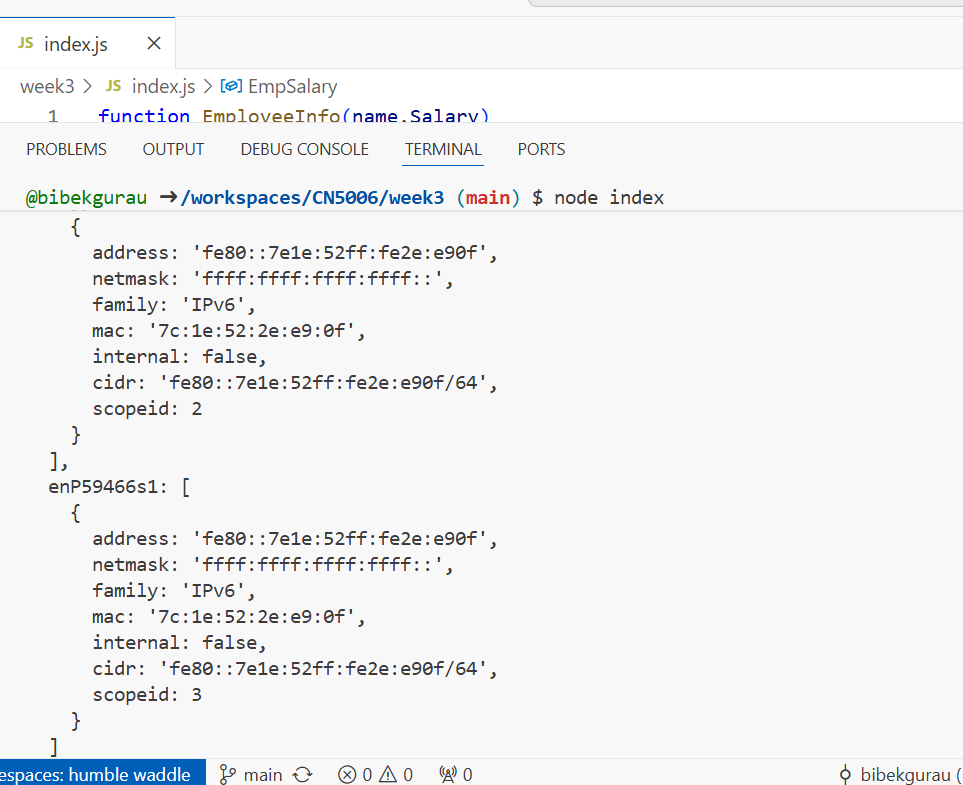 JS index.js
week3 > JS index.js > EmpSalary
1 function EmployeeInfo(name,Salary)
PROBLEMS OUTPUT DEBUG CONSOLE TERMINAL PORTS
@bibekgurau →/workspaces/CN5006/week3 (main) $ node index
{
address: 'fe80::7e1e:52ff:fe2e:e90f',
netmask: 'ffff:ffff:ffff:ffff::',
family: 'IPv6',
mac: '7c:1e:52:2e:e9:0f',
internal: false,
cidr: 'fe80::7e1e:52ff:fe2e:e90f/64',
scopeid: 2
}
],
enP59466s1: [
{
address: 'fe80::7e1e:52ff:fe2e:e90f',
netmask: 'ffff:ffff:ffff:ffff::',
family: 'IPv6',
mac: '7c:1e:52:2e:e9:0f',
internal: false,
cidr: 'fe80::7e1e:52ff:fe2e:e90f/64',
scopeid: 3
}
]
espaces: humble waddle main 0 0 0 bibekgurau (